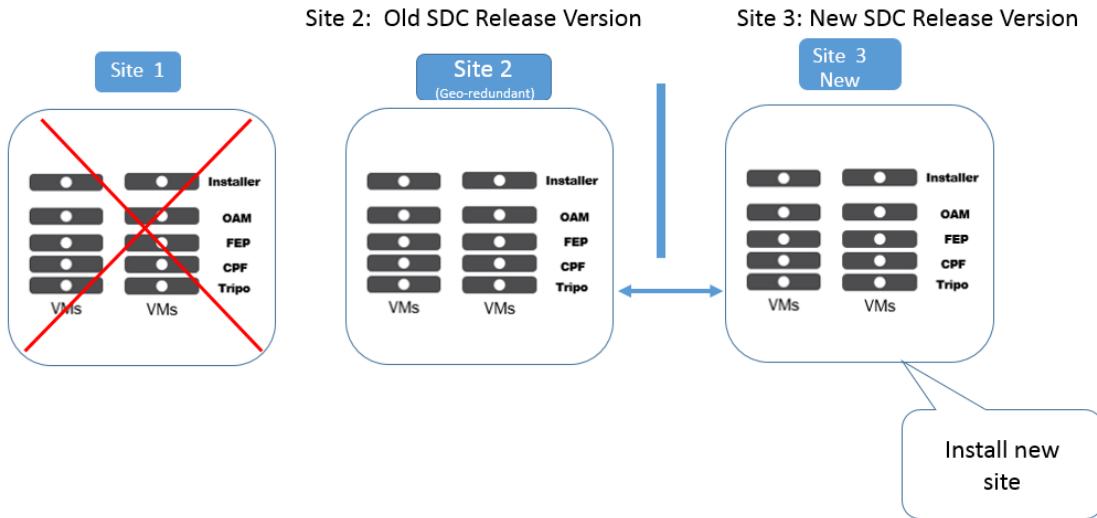 Site 2:  Old SDC Release Version
Site 3: New SDC Release Version
Site  1
Site 2
(Geo-redundant)
Site 3
New
Installer
OAM
FEP
CPF
Tripo
VMs
VMs
Installer
OAM
FEP
CPF
Tripo
VMs
VMs
Installer
OAM
FEP
CPF
Tripo
VMs
VMs
Install new
site